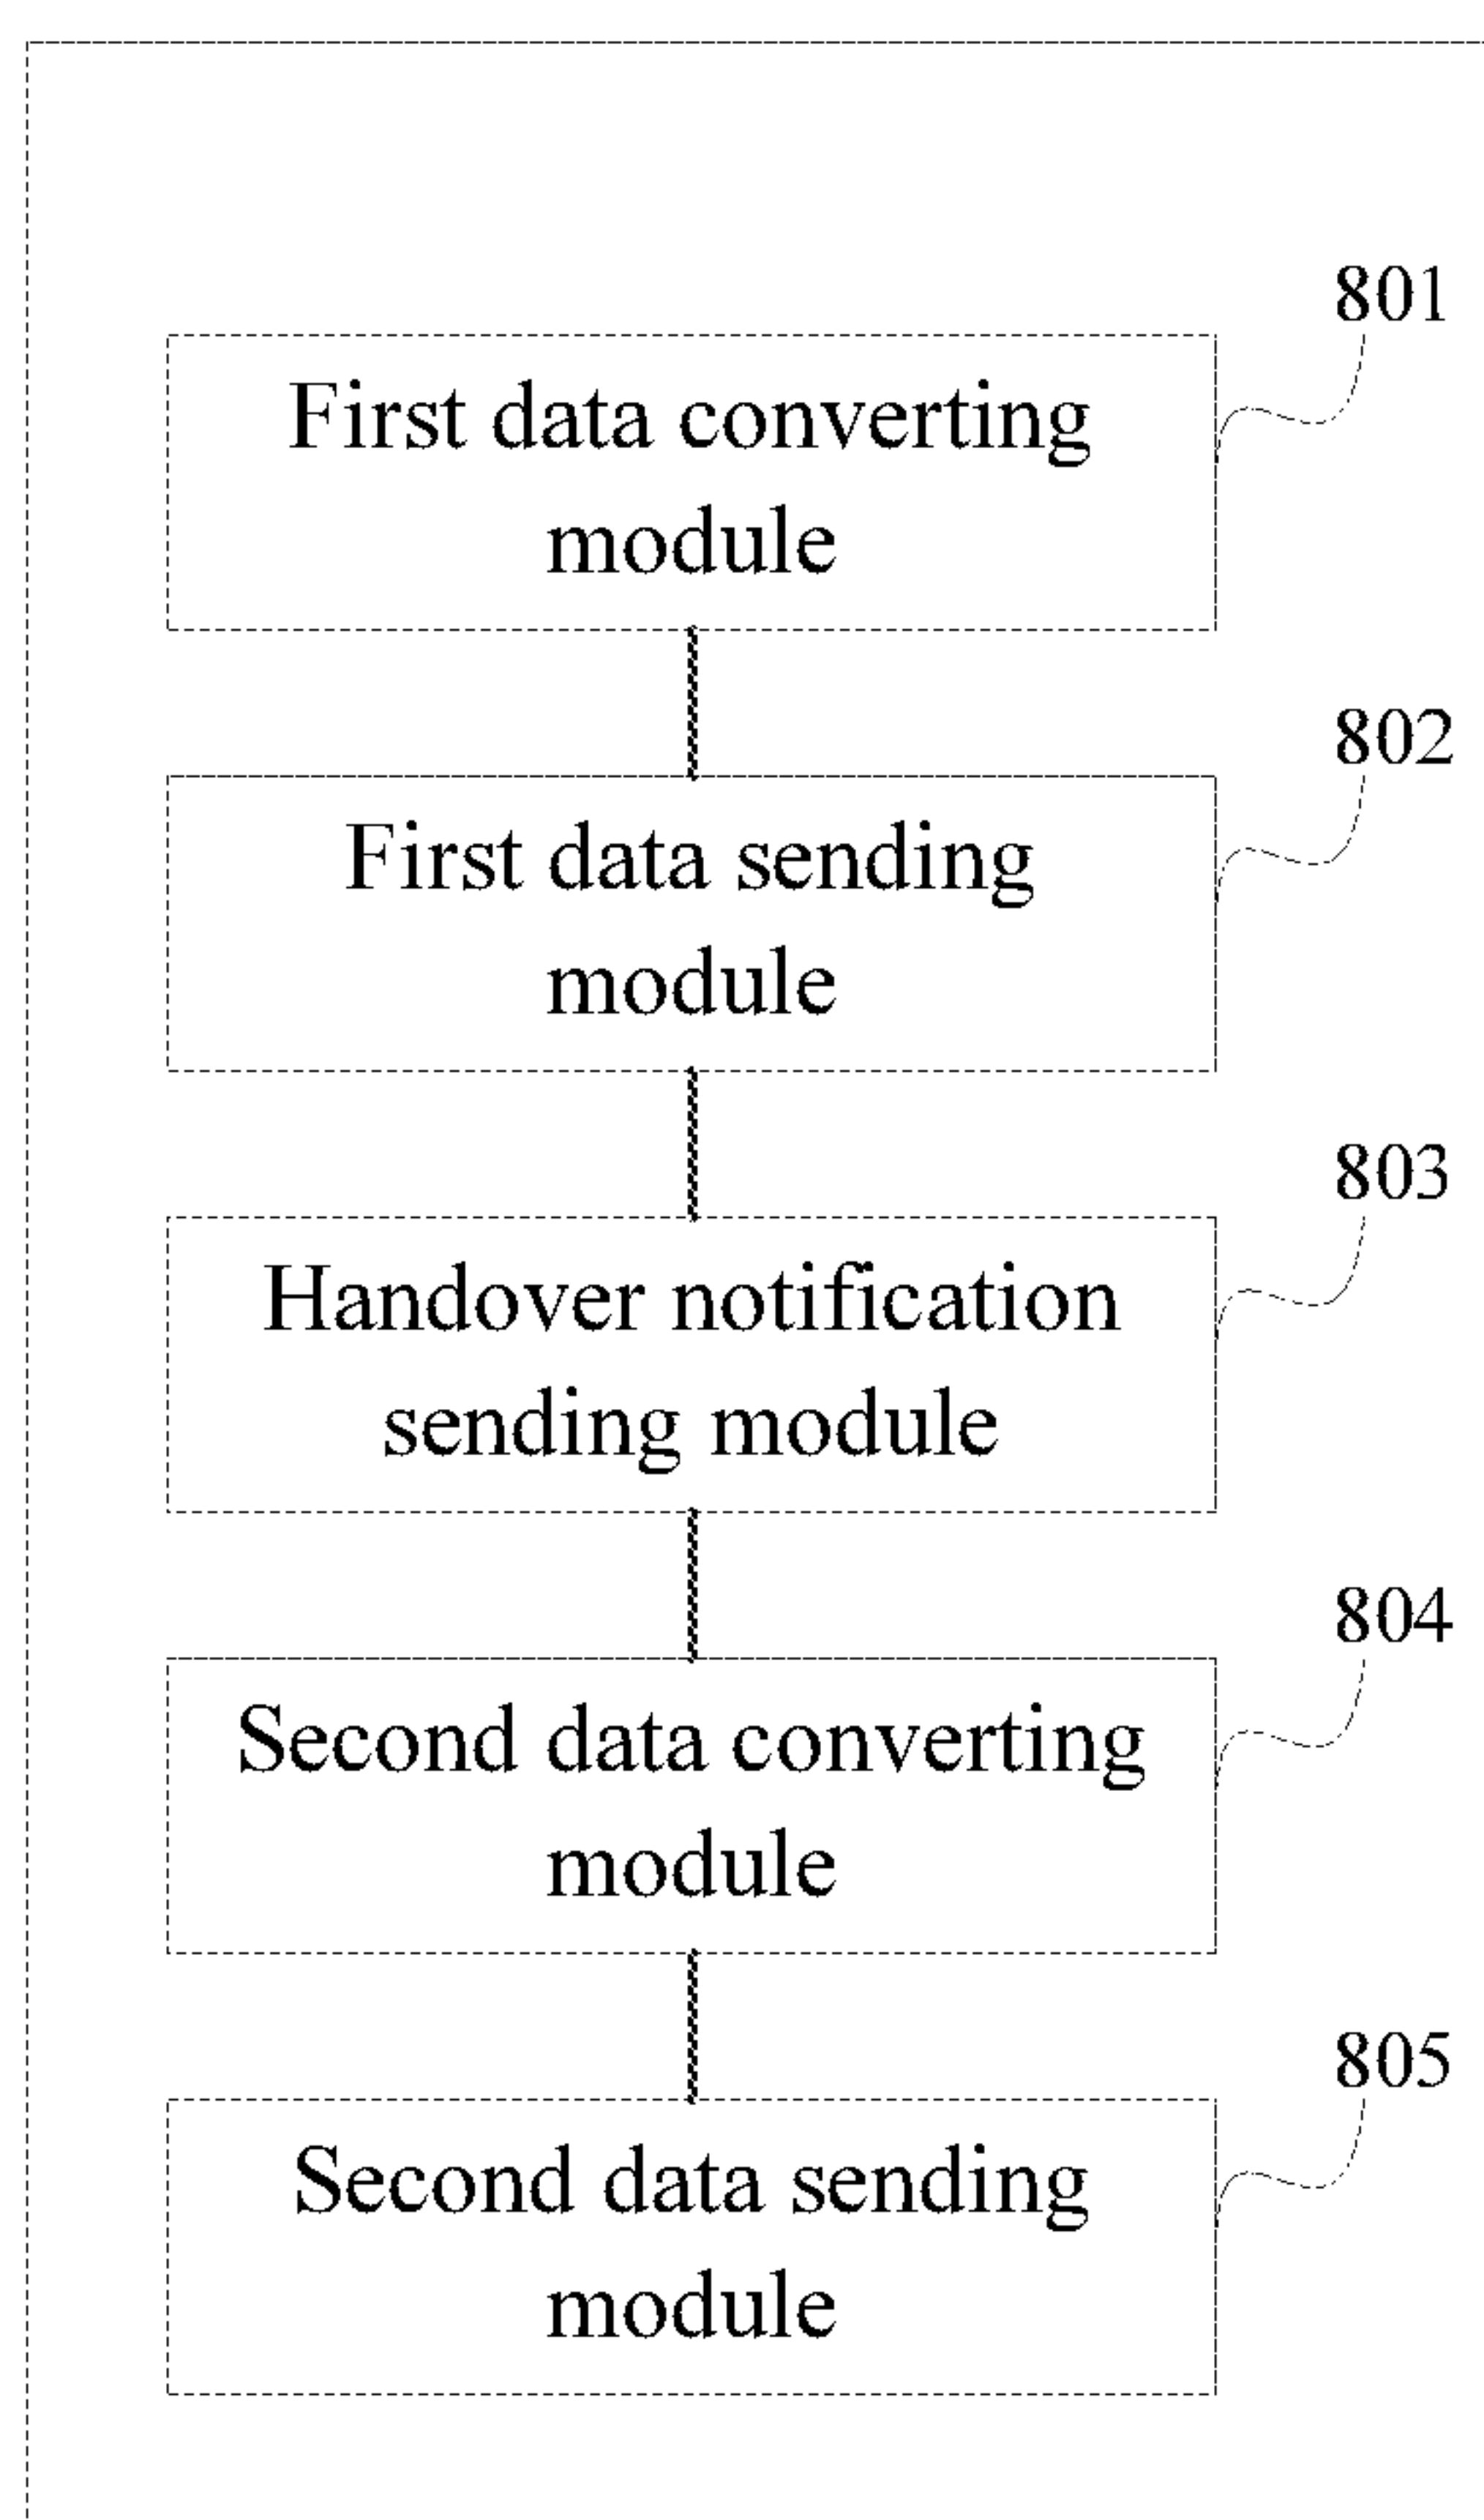 801
First data converting
module
802
First data sending
module
803
Handover notification
sending module
804
Second data converting
module
805
Second data sending
module